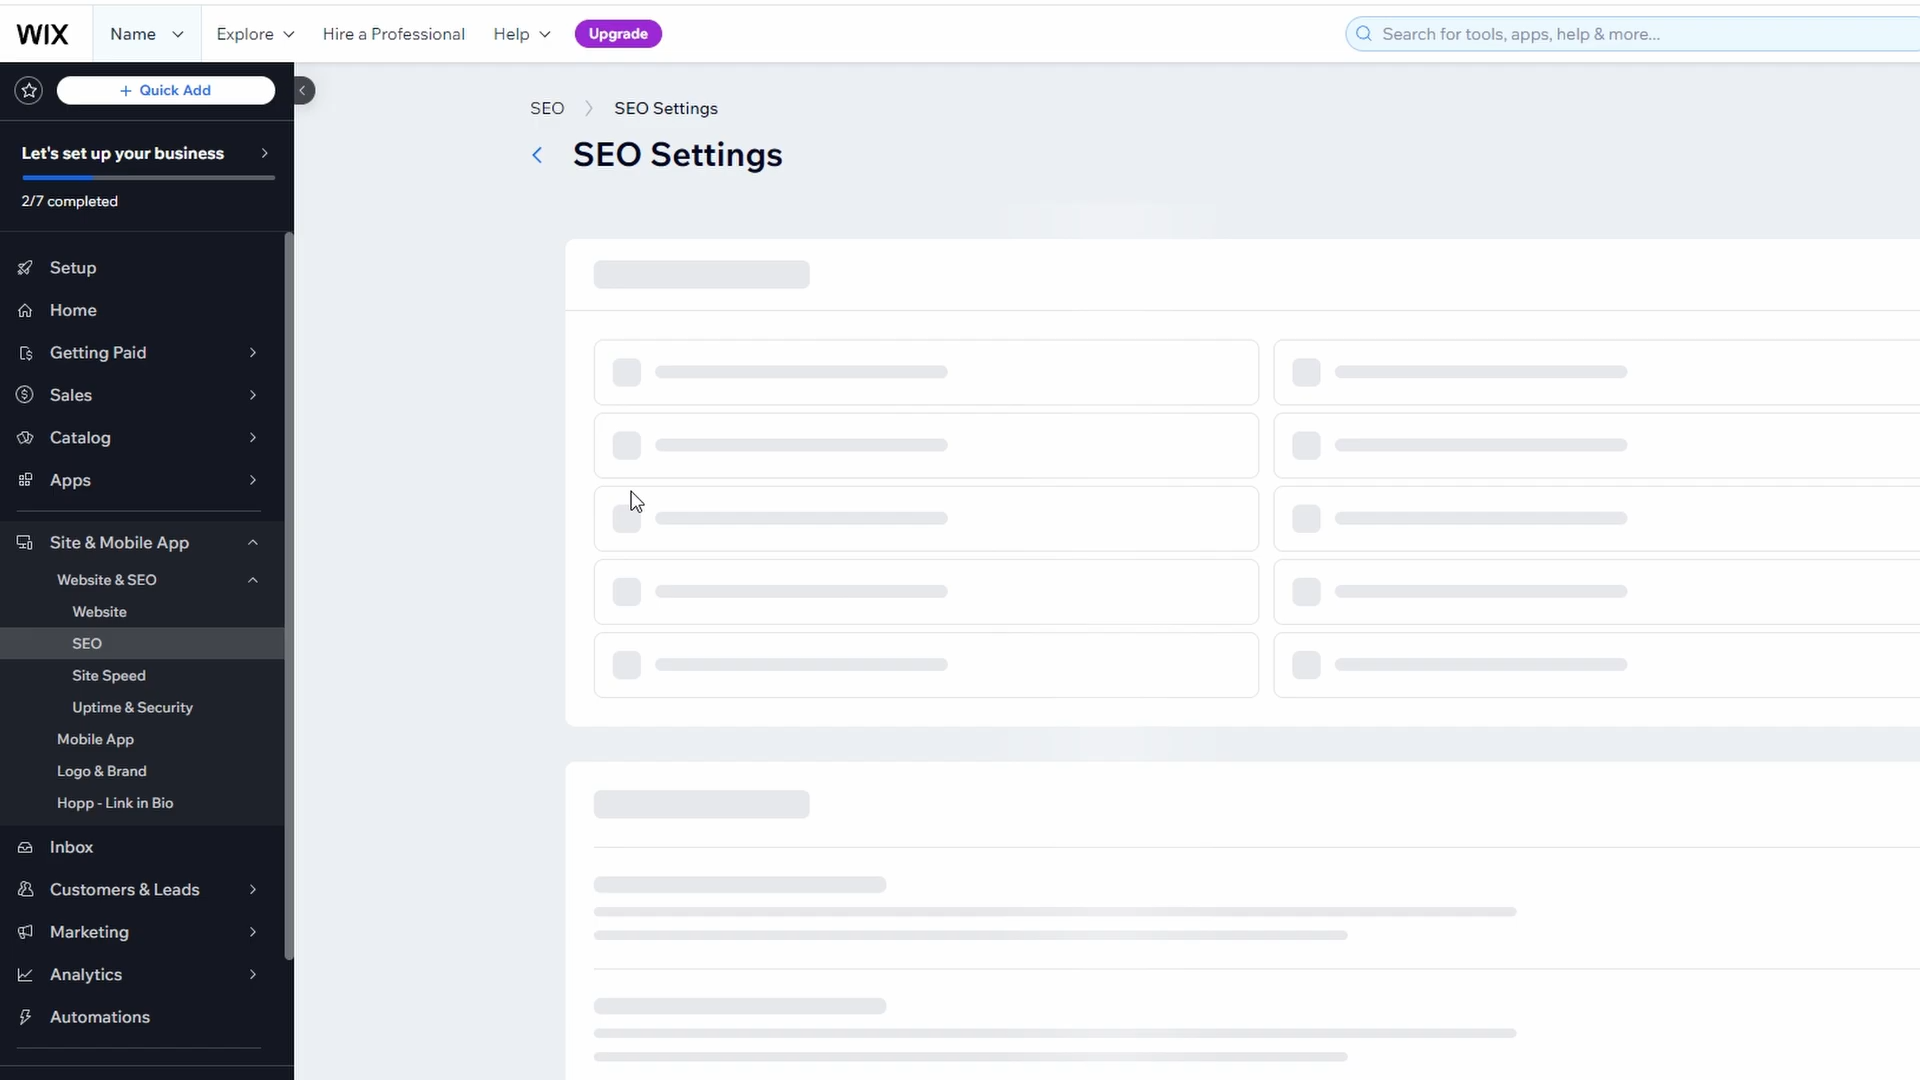 WIX
Name
Explore
Hire a Professional
Help
Upgrade
Search for tools, apps, help & more...
Quick Add
Let's set up your business
2/7 completed
Setup
Home
Getting Paid
Sales
Catalog
Apps
Site & Mobile App
Website & SEO
Website
SEO
Site Speed
Uptime & Security
Mobile App
Logo & Brand
Hopp - Link in Bio
Inbox
Customers & Leads
Marketing
Analytics
Automations
SEO
SEO Settings
SEO Settings